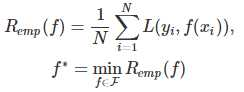 R_{emp}(f) = \frac{1}{N} \sum_{i=1}^{N} L(y_i, f(x_i)),
f^* = \min_{f \in \mathcal{F}} R_{emp}(f)